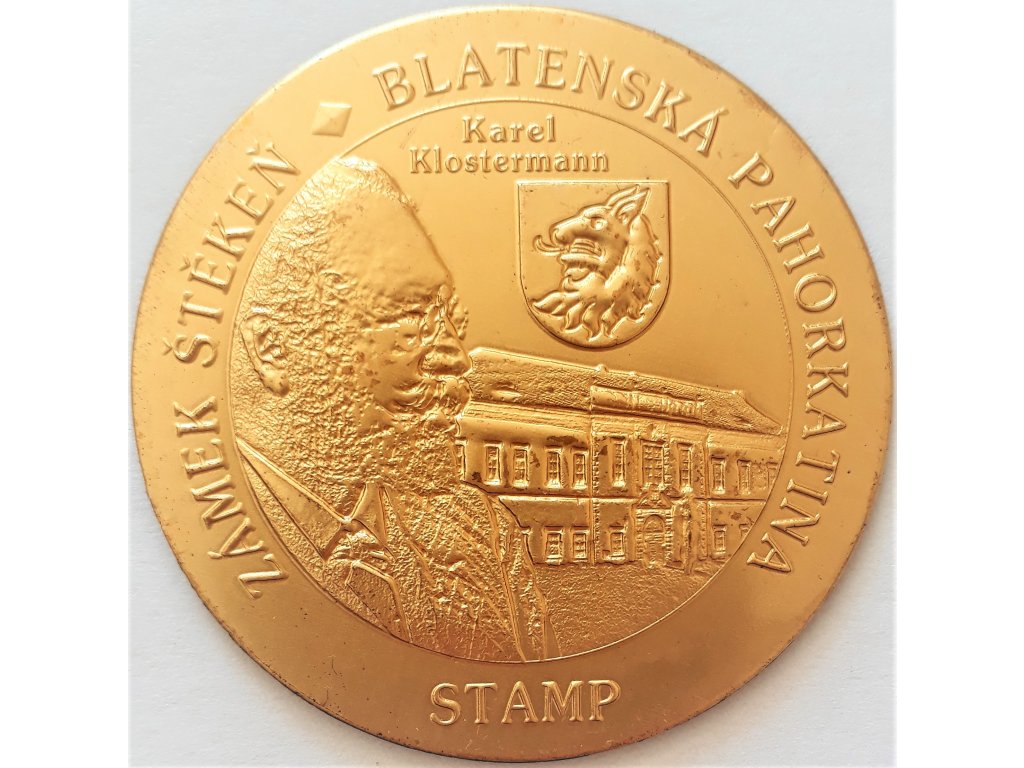 ZÁMEK ŠTĚKEŇ
BLATENSKÁ PAHORKATINA
Karel
Klostermann
STAMP